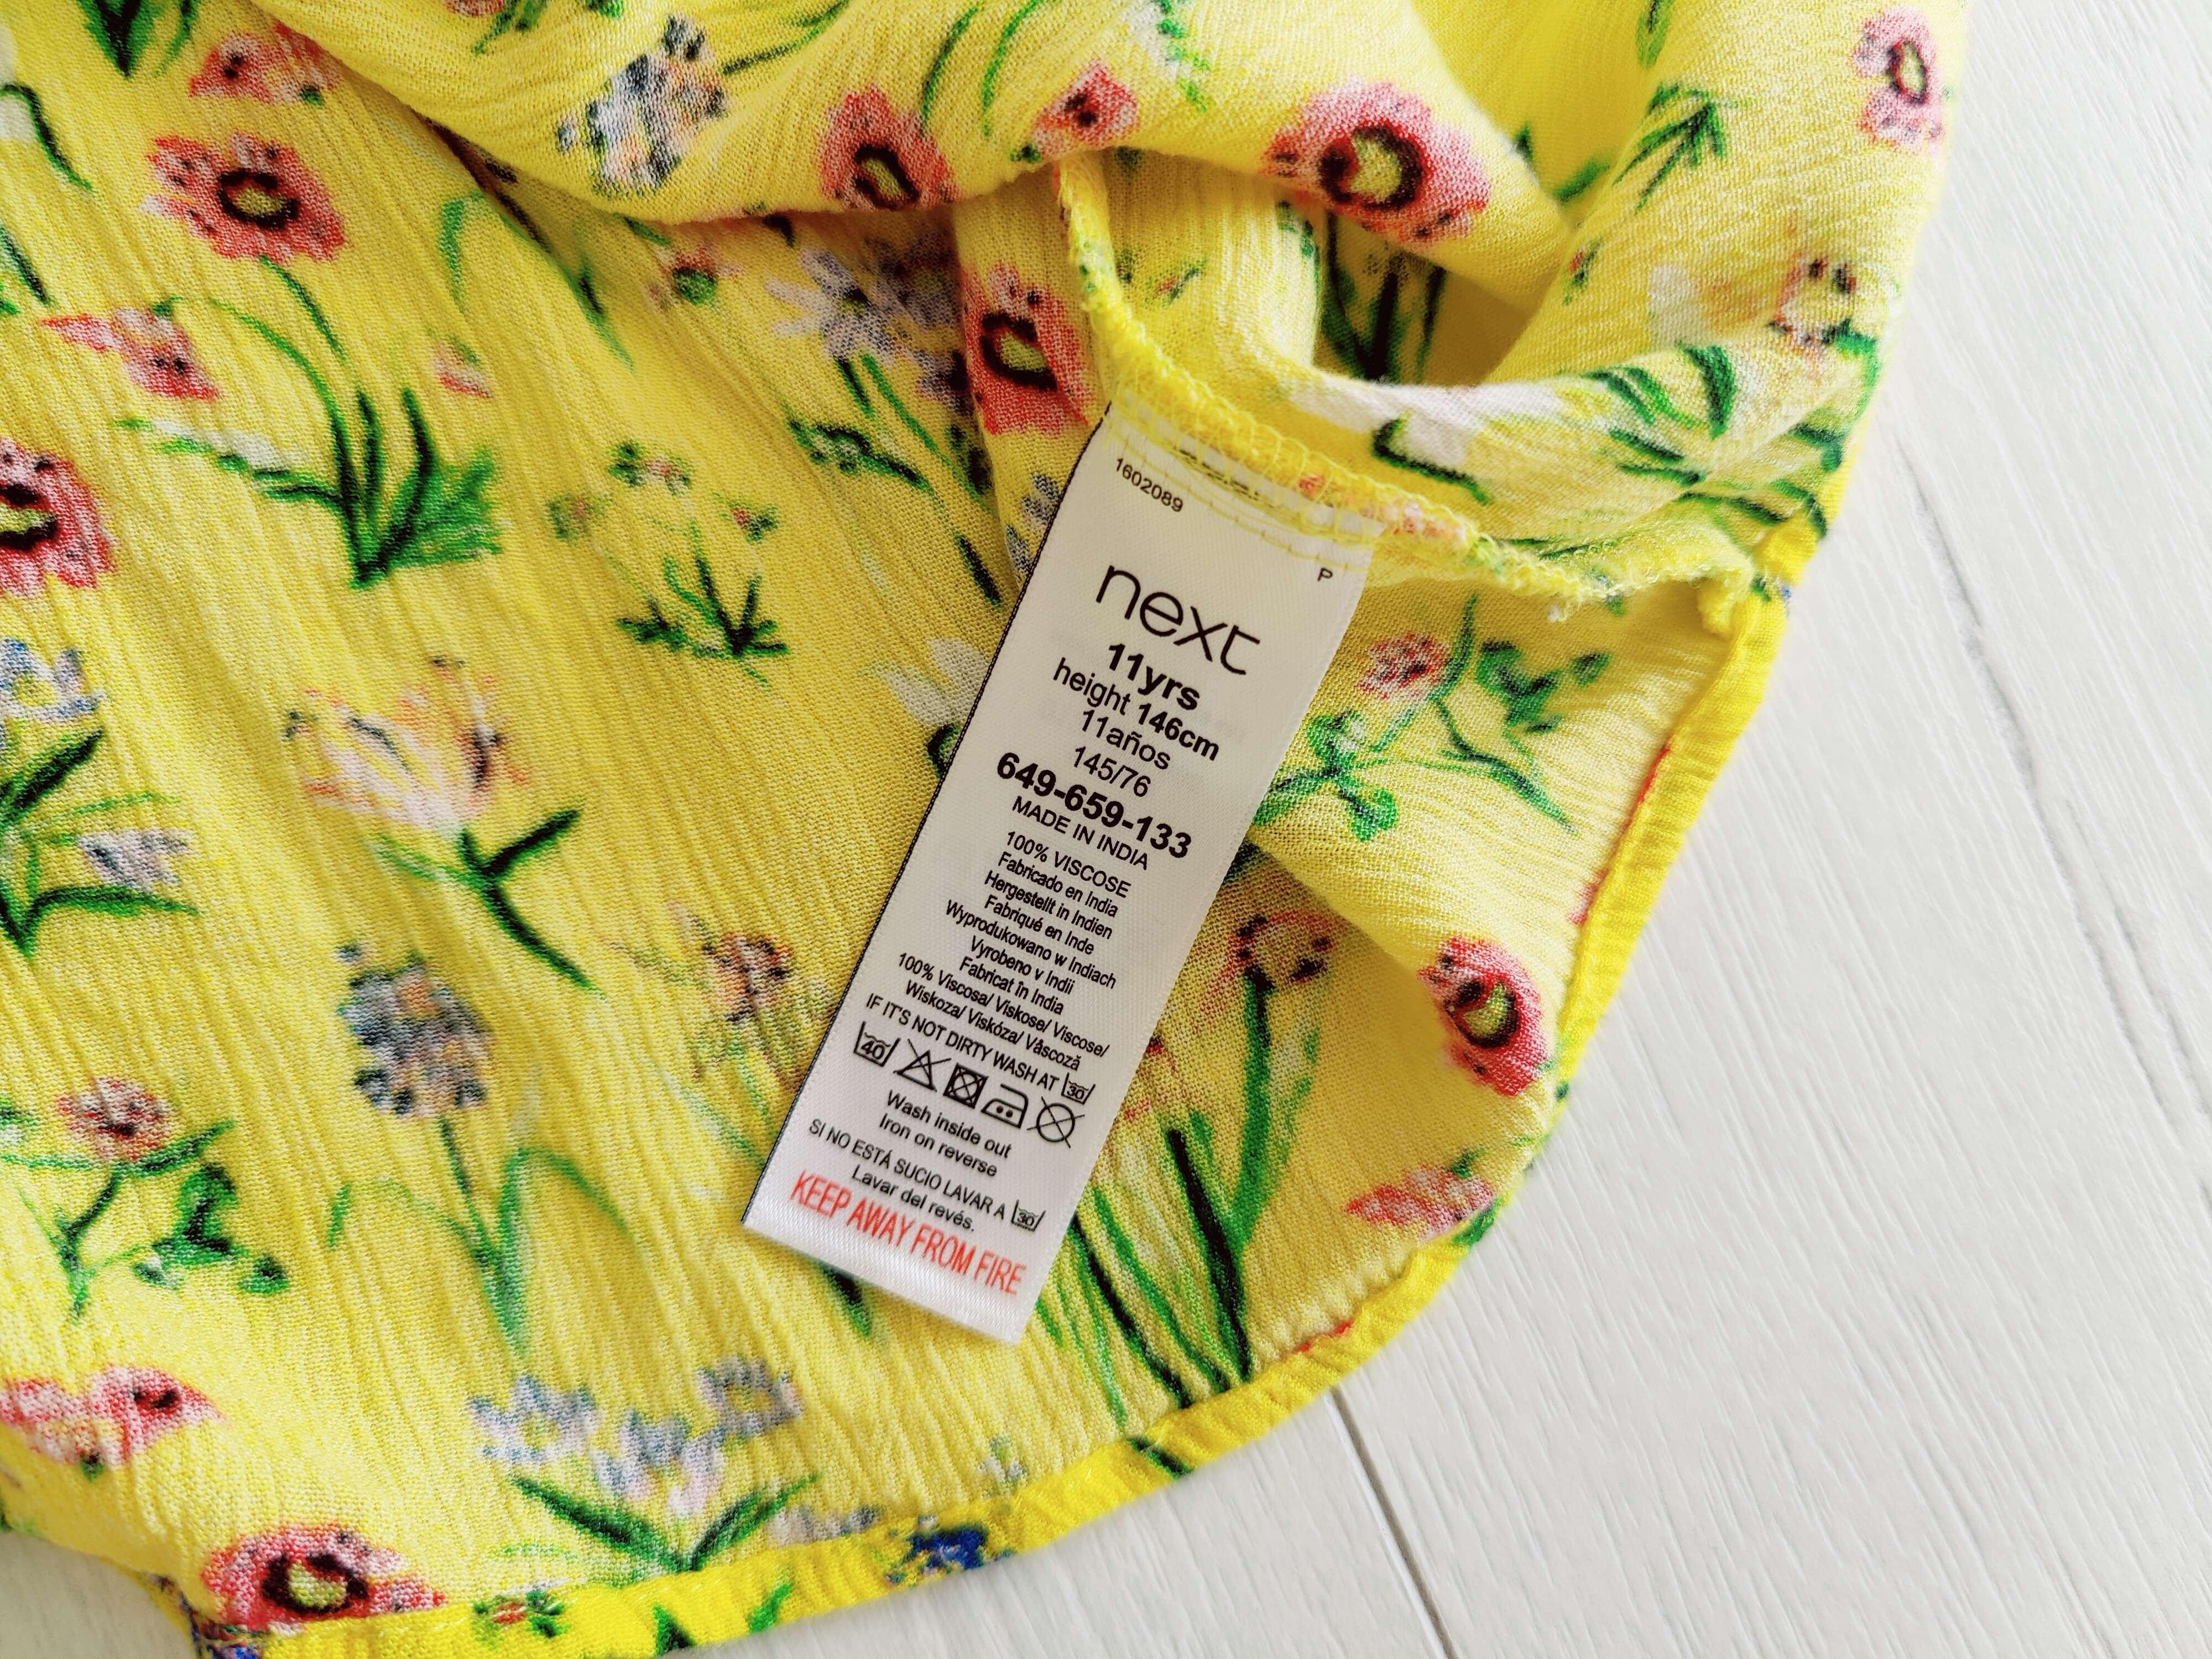 1602089
P
next
11yrs
height 146cm
11años
145/76
649-659-133
MADE IN INDIA
100% VISCOSE
Fabricado en India
Hergestellt in Indien
Fabriqué en Inde
Wyprodukowano w Indiach
Vyrobeno v Indii
Fabricat în India
100% Viscosa/ Viskose/ Viscose/
Wiskoza/ Viskóza/ Vâscoză
IF IT'S NOT DIRTY WASH AT 30
40
Wash inside out
Iron on reverse
SI NO ESTÁ SUCIO LAVAR A 30
Lavar del revés.
KEEP AWAY FROM FIRE